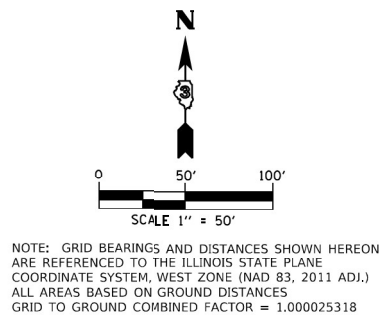 N
3
0 50' 100'
SCALE 1" = 50'
NOTE: GRID BEARINGS AND DISTANCES SHOWN HEREON
ARE REFERENCED TO THE ILLINOIS STATE PLANE
COORDINATE SYSTEM, WEST ZONE (NAD 83, 2011 ADJ.)
ALL AREAS BASED ON GROUND DISTANCES
GRID TO GROUND COMBINED FACTOR = 1.000025318